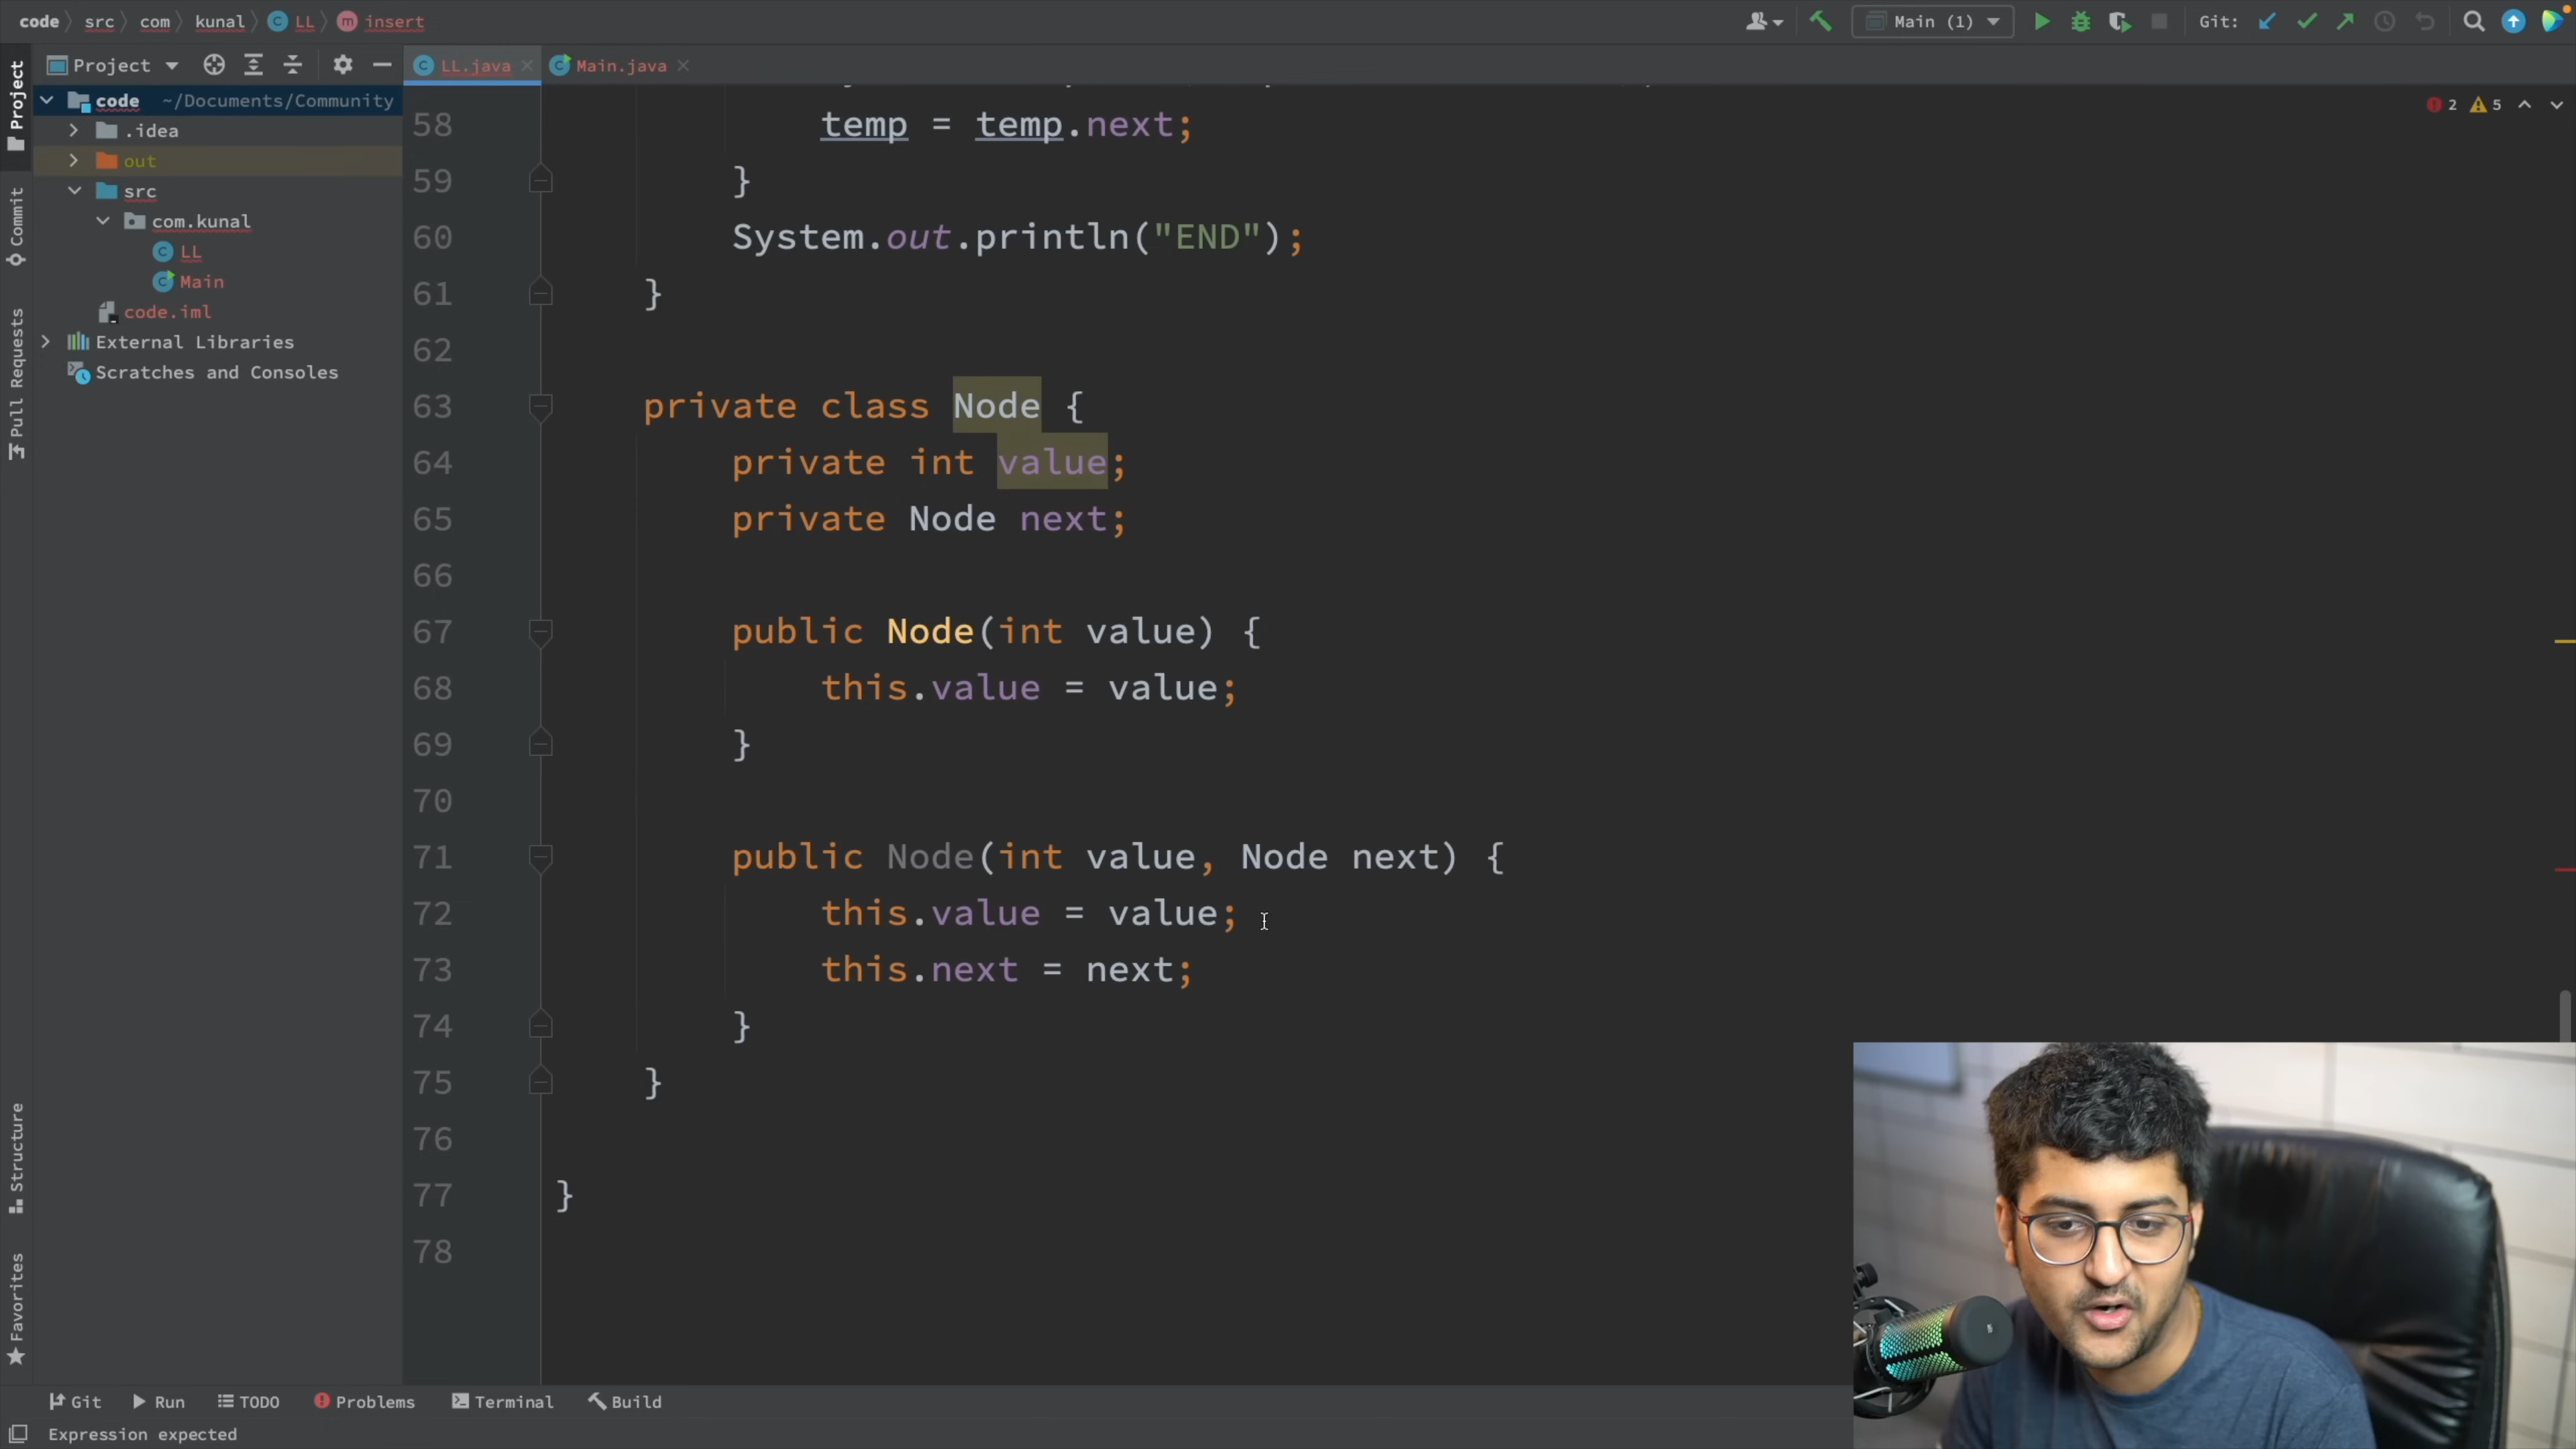 code src com kunal LL insert
Main (1) Git:
Project
LL.java Main.java
code ~/Documents/Community
.idea
out
src
com.kunal
LL
Main
code.iml
External Libraries
Scratches and Consoles
Project
Commit
Pull Requests
Structure
Favorites
2 5
58 temp = temp.next;
59 }
60 System.out.println("END");
61 }
62
63 private class Node {
64 private int value;
65 private Node next;
66
67 public Node(int value) {
68 this.value = value;
69 }
70
71 public Node(int value, Node next) {
72 this.value = value;
73 this.next = next;
74 }
75 }
76
77 }
78
Git Run TODO Problems Terminal Build
Expression expected